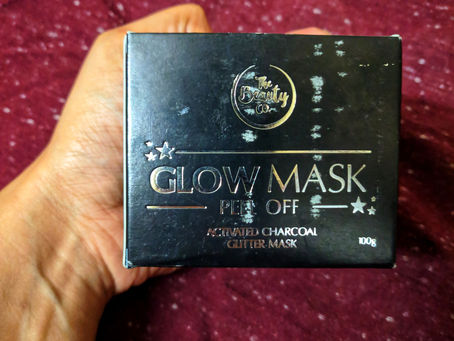 The
Beauty
Co.
GLOW MASK
PEEL OFF
ACTIVATED CHARCOAL
GLITTER MASK
100g